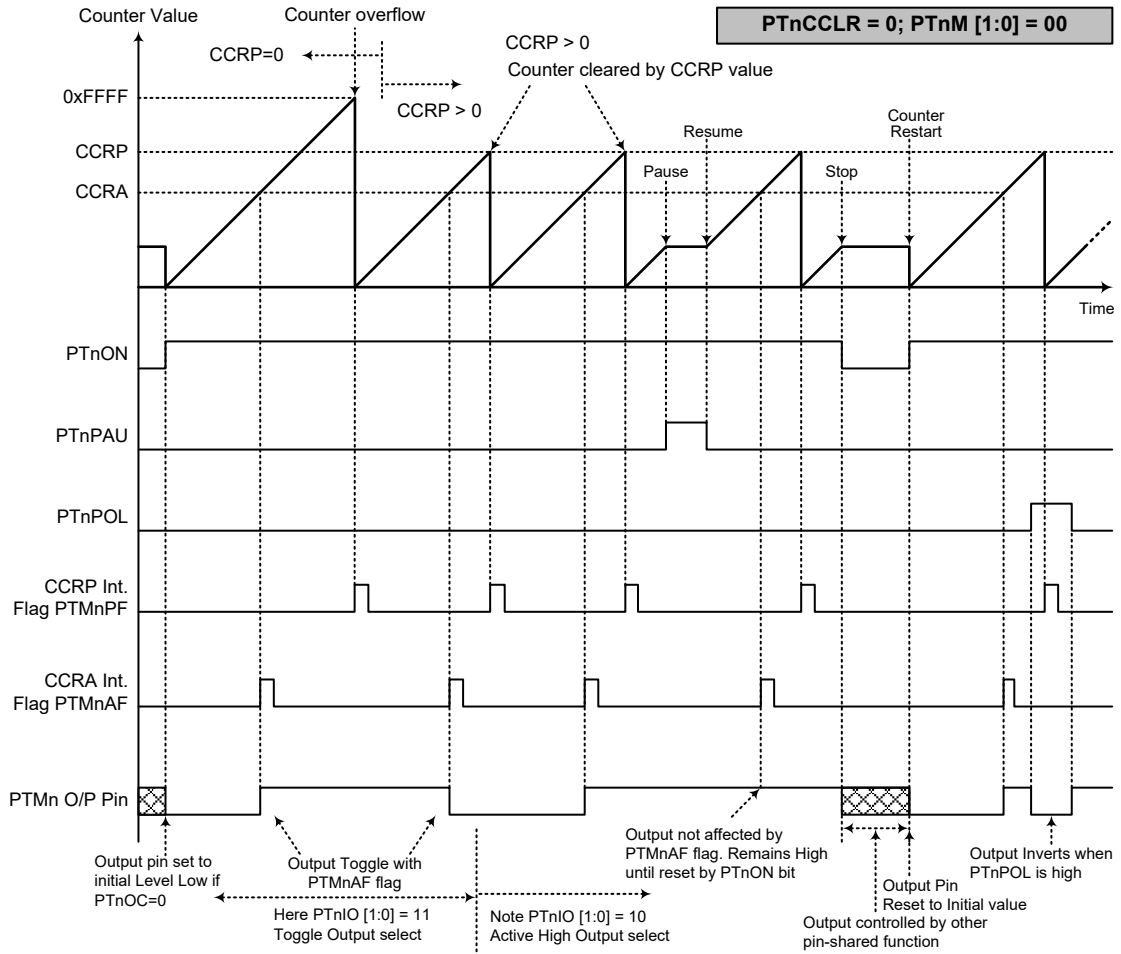 Counter Value
Counter overflow
PTnCCLR = 0; PTnM [1:0] = 00
CCRP=0
CCRP > 0
CCRP > 0
Counter cleared by CCRP value
0xFFFF
CCRP
CCRA
Pause
Resume
Stop
Counter
Restart
Time
PTnON
PTnPAU
PTnPOL
CCRP Int.
Flag PTMnPF
CCRA Int.
Flag PTMnAF
PTMn O/P Pin
Output pin set to
initial Level Low if
PTnOC=0
Output Toggle with
PTMnAF flag
Here PTnIO [1:0] = 11
Toggle Output select
Note PTnIO [1:0] = 10
Active High Output select
Output not affected by
PTMnAF flag. Remains High
until reset by PTnON bit
Output Pin
Reset to Initial value
Output controlled by other
pin-shared function
Output Inverts when
PTnPOL is high